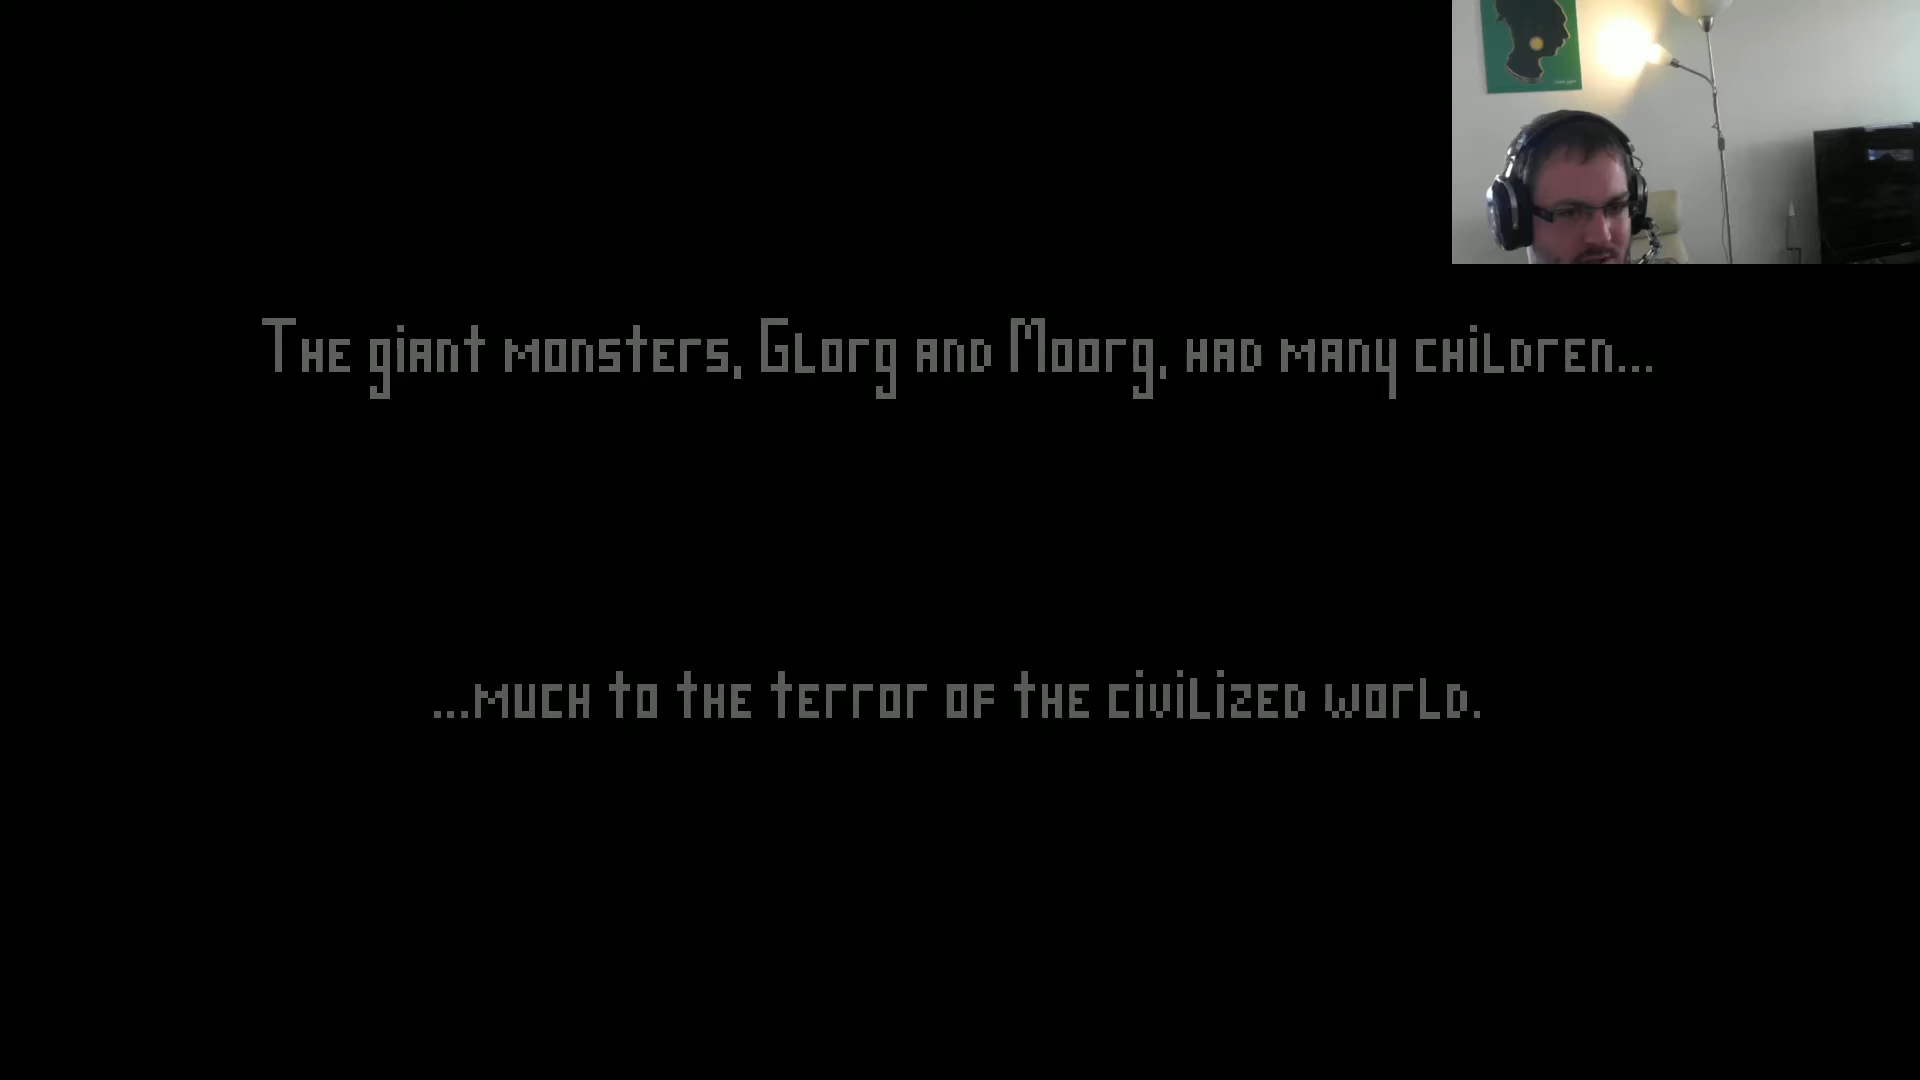 The giant monsters, Glorg and Moorg, had many children...
...much to the terror of the civilized world.